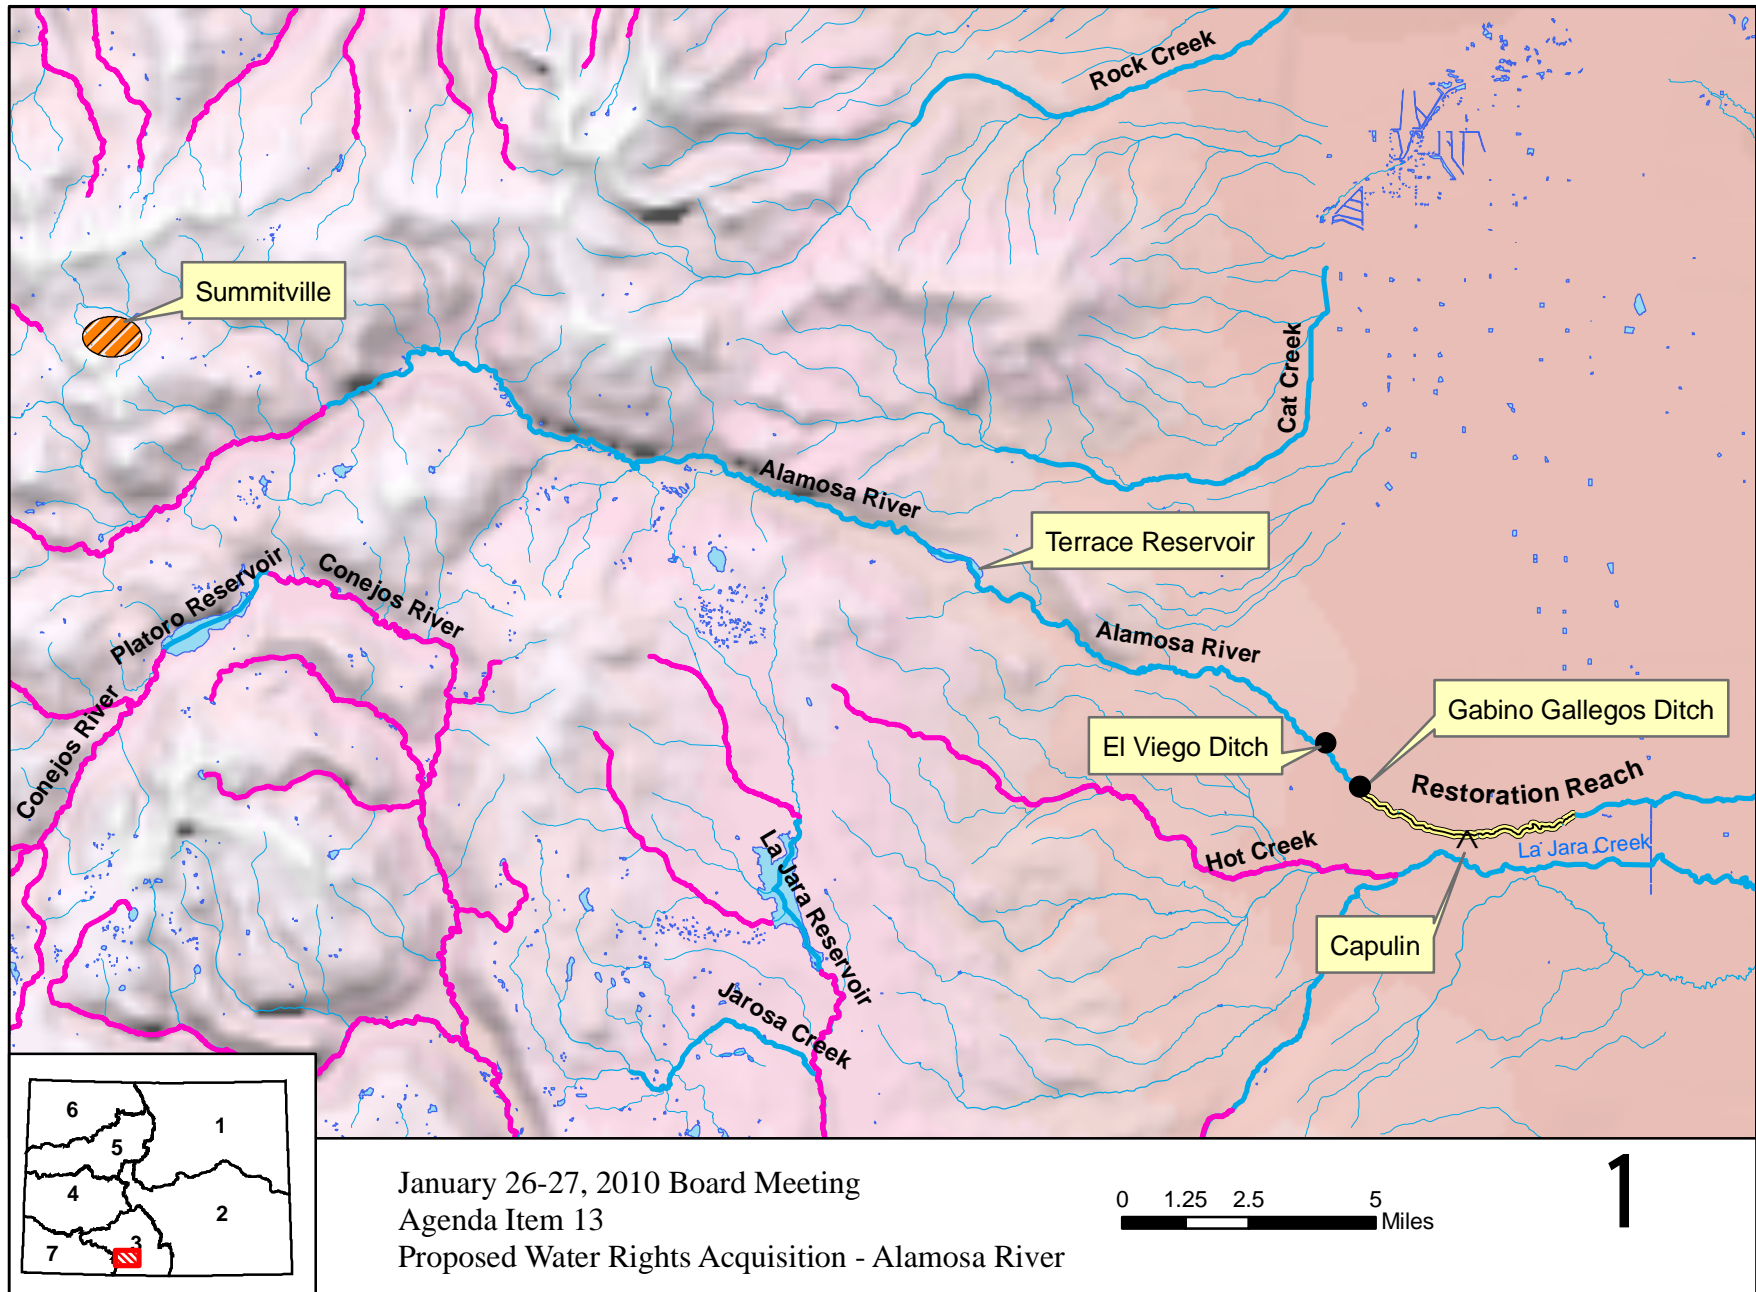 Rock Creek
Summitville
Cat Creek
Alamosa River
Terrace Reservoir
Platoro Reservoir
Conejos River
Alamosa River
Conejos River
Gabino Gallegos Ditch
El Viego Ditch
Restoration Reach
La Jara Creek
Hot Creek
La Jara Reservoir
Capulin
Jarosa Creek
6
1
5
4
2
3
7
January 26-27, 2010 Board Meeting
Agenda Item 13
Proposed Water Rights Acquisition - Alamosa River
0 1.25 2.5 5
Miles
1